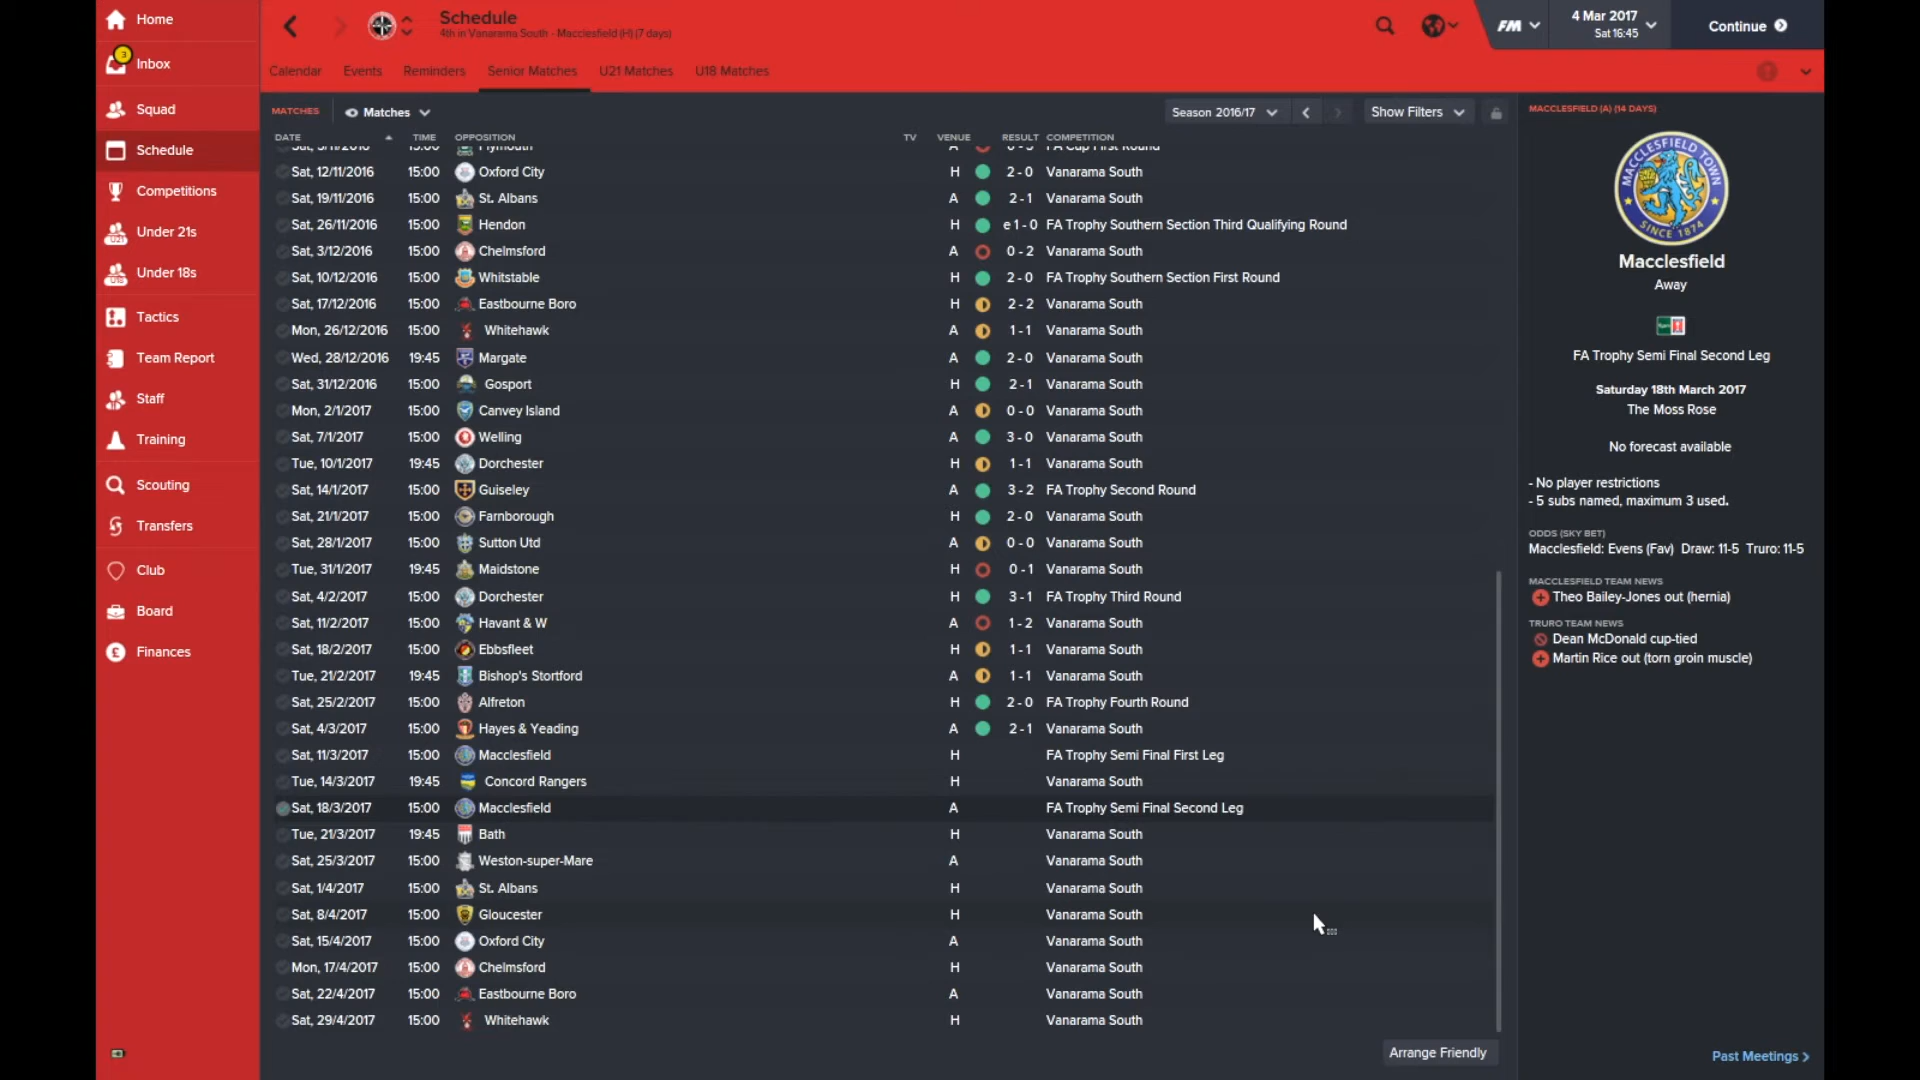 Home
Inbox
3
Squad
Schedule
Competitions
Under 21s
Under 18s
Tactics
Team Report
Staff
Training
Scouting
Transfers
Club
Board
Finances
Schedule
4th in Vanarama South - Macclesfield (H) (7 days)
FM
4 Mar 2017
Sat 16:45
Continue
Calendar Events Reminders Senior Matches U21 Matches U18 Matches
MATCHES Matches Season 2016/17 Show Filters
DATE TIME OPPOSITION TV VENUE RESULT COMPETITION
Sat, 5/11/2016 15:00 Plymouth A 0 - 3 FA Cup First Round
Sat, 12/11/2016 15:00 Oxford City H 2 - 0 Vanarama South
Sat, 19/11/2016 15:00 St. Albans A 2 - 1 Vanarama South
Sat, 26/11/2016 15:00 Hendon H e 1 - 0 FA Trophy Southern Section Third Qualifying Round
Sat, 3/12/2016 15:00 Chelmsford A 0 - 2 Vanarama South
Sat, 10/12/2016 15:00 Whitstable H 2 - 0 FA Trophy Southern Section First Round
Sat, 17/12/2016 15:00 Eastbourne Boro H 2 - 2 Vanarama South
Mon, 26/12/2016 15:00 Whitehawk A 1 - 1 Vanarama South
Wed, 28/12/2016 19:45 Margate A 2 - 0 Vanarama South
Sat, 31/12/2016 15:00 Gosport H 2 - 1 Vanarama South
Mon, 2/1/2017 15:00 Canvey Island A 0 - 0 Vanarama South
Sat, 7/1/2017 15:00 Welling A 3 - 0 Vanarama South
Tue, 10/1/2017 19:45 Dorchester H 1 - 1 Vanarama South
Sat, 14/1/2017 15:00 Guiseley A 3 - 2 FA Trophy Second Round
Sat, 21/1/2017 15:00 Farnborough H 2 - 0 Vanarama South
Sat, 28/1/2017 15:00 Sutton Utd A 0 - 0 Vanarama South
Tue, 31/1/2017 19:45 Maidstone H 0 - 1 Vanarama South
Sat, 4/2/2017 15:00 Dorchester H 3 - 1 FA Trophy Third Round
Sat, 11/2/2017 15:00 Havant & W A 1 - 2 Vanarama South
Sat, 18/2/2017 15:00 Ebbsfleet H 1 - 1 Vanarama South
Tue, 21/2/2017 19:45 Bishop's Stortford A 1 - 1 Vanarama South
Sat, 25/2/2017 15:00 Alfreton H 2 - 0 FA Trophy Fourth Round
Sat, 4/3/2017 15:00 Hayes & Yeading A 2 - 1 Vanarama South
Sat, 11/3/2017 15:00 Macclesfield H FA Trophy Semi Final First Leg
Tue, 14/3/2017 19:45 Concord Rangers H Vanarama South
Sat, 18/3/2017 15:00 Macclesfield A FA Trophy Semi Final Second Leg
Tue, 21/3/2017 19:45 Bath H Vanarama South
Sat, 25/3/2017 15:00 Weston-super-Mare A Vanarama South
Sat, 1/4/2017 15:00 St. Albans H Vanarama South
Sat, 8/4/2017 15:00 Gloucester H Vanarama South
Sat, 15/4/2017 15:00 Oxford City A Vanarama South
Mon, 17/4/2017 15:00 Chelmsford H Vanarama South
Sat, 22/4/2017 15:00 Eastbourne Boro A Vanarama South
Sat, 29/4/2017 15:00 Whitehawk H Vanarama South
Arrange Friendly
MACCLESFIELD (A) (14 DAYS)
MACCLESFIELD TOWN
SINCE 1874
Macclesfield
Away
FA Trophy Semi Final Second Leg
Saturday 18th March 2017
The Moss Rose
No forecast available
- No player restrictions
- 5 subs named, maximum 3 used.
ODDS (SKY BET)
Macclesfield: Evens (Fav) Draw: 11-5 Truro: 11-5
MACCLESFIELD TEAM NEWS
Theo Bailey-Jones out (hernia)
TRURO TEAM NEWS
Dean McDonald cup-tied
Martin Rice out (torn groin muscle)
Past Meetings